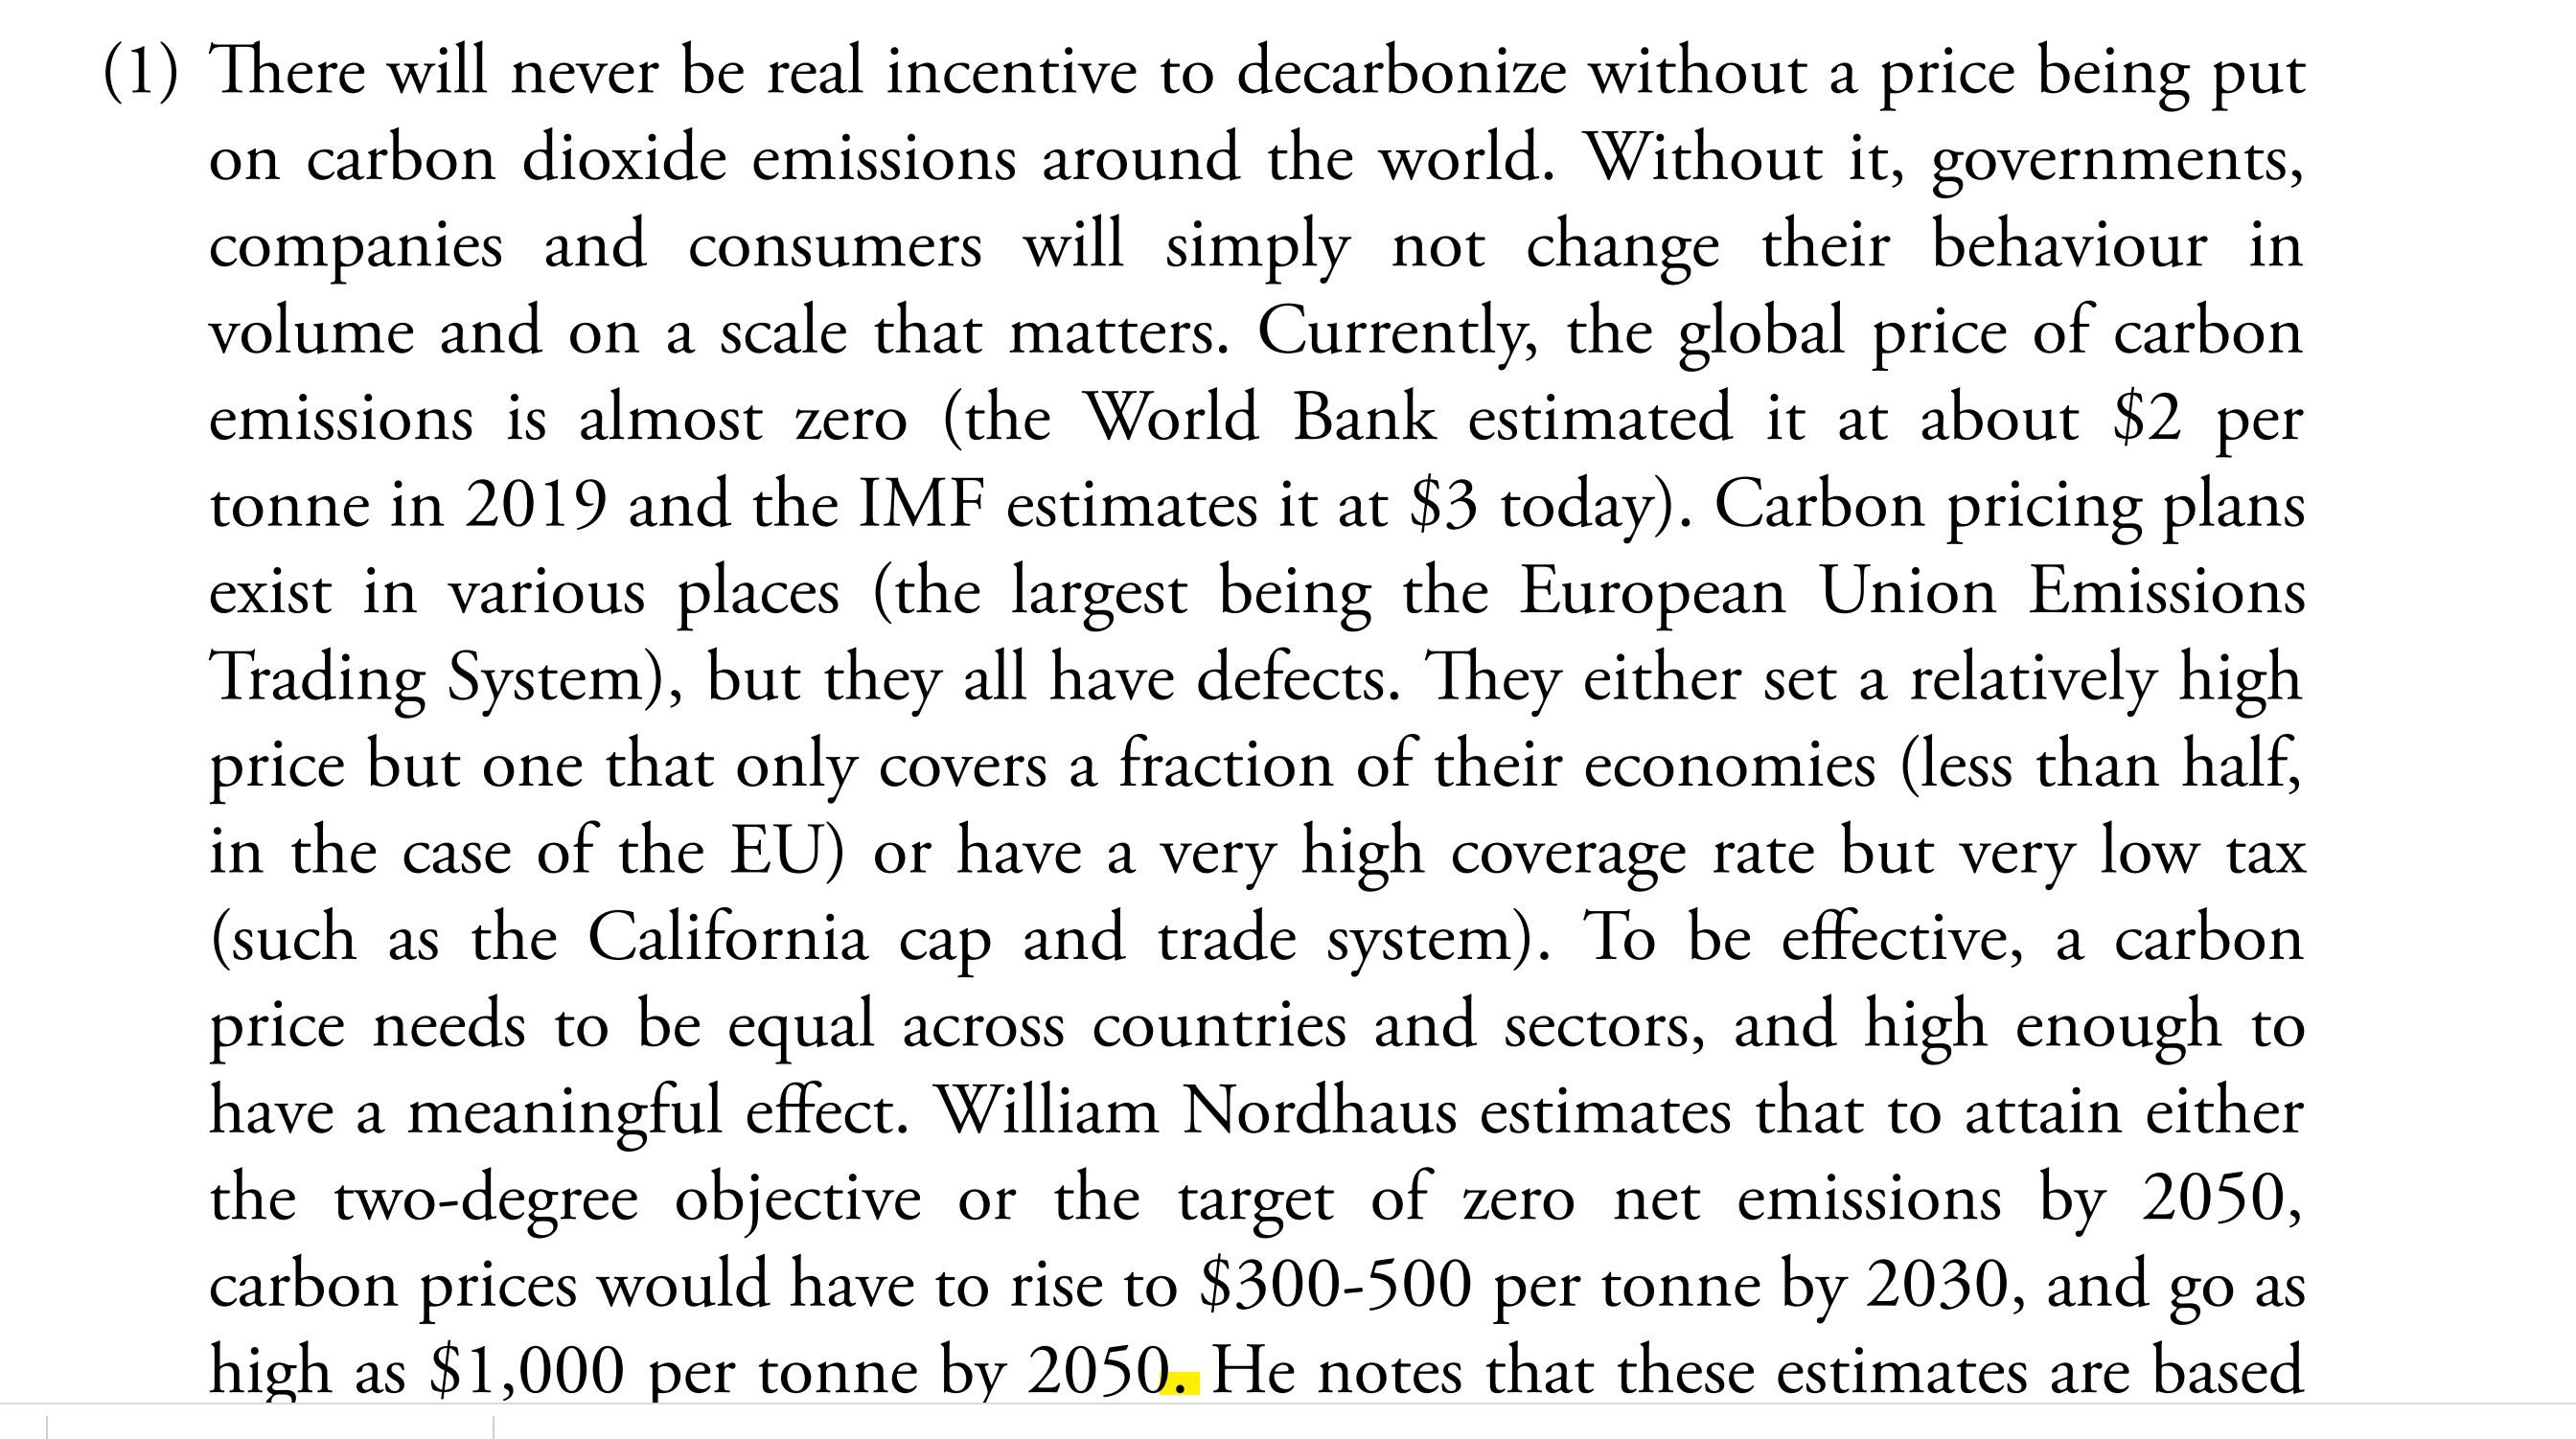 (1) There will never be real incentive to decarbonize without a price being put
on carbon dioxide emissions around the world. Without it, governments,
companies and consumers will simply not change their behaviour in
volume and on a scale that matters. Currently, the global price of carbon
emissions is almost zero (the World Bank estimated it at about $2 per
tonne in 2019 and the IMF estimates it at $3 today). Carbon pricing plans
exist in various places (the largest being the European Union Emissions
Trading System), but they all have defects. They either set a relatively high
price but one that only covers a fraction of their economies (less than half,
in the case of the EU) or have a very high coverage rate but very low tax
(such as the California cap and trade system). To be effective, a carbon
price needs to be equal across countries and sectors, and high enough to
have a meaningful effect. William Nordhaus estimates that to attain either
the two-degree objective or the target of zero net emissions by 2050,
carbon prices would have to rise to $300-500 per tonne by 2030, and go as
high as $1,000 per tonne by 2050. He notes that these estimates are based